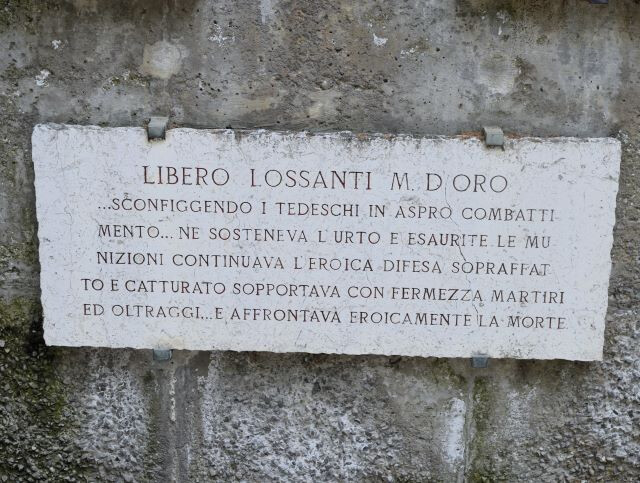 LIBERO LOSSANTI M. D'ORO
...SCONFIGGENDO I TEDESCHI IN ASPRO COMBATTI
MENTO... NE SOSTENEVA L'URTO E ESAURITE LE MU
NIZIONI CONTINUAVA L'EROICA DIFESA SOPRAFFAT
TO E CATTURATO SOPPORTAVA CON FERMEZZA MARTIRI
ED OLTRAGGI...E AFFRONTAVA EROICAMENTE LA MORTE